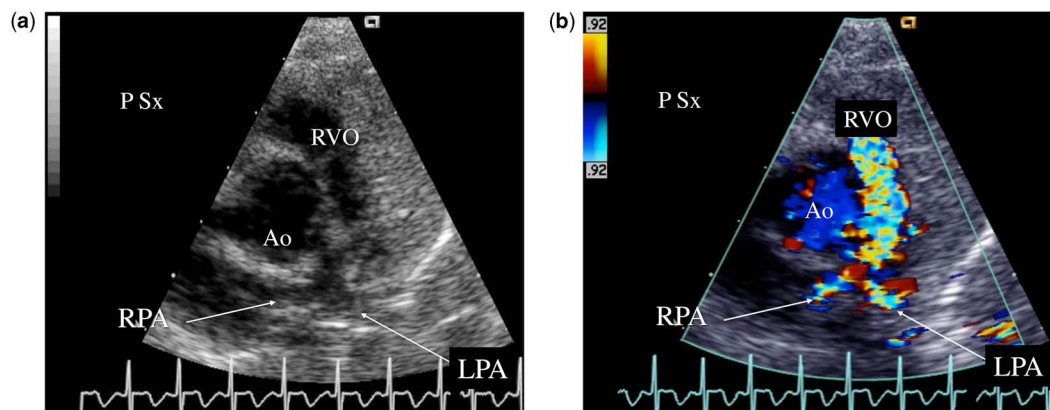 (a)
P Sx
RVO
Ao
RPA
LPA
(b)
.92
.92
P Sx
RVO
Ao
RPA
LPA